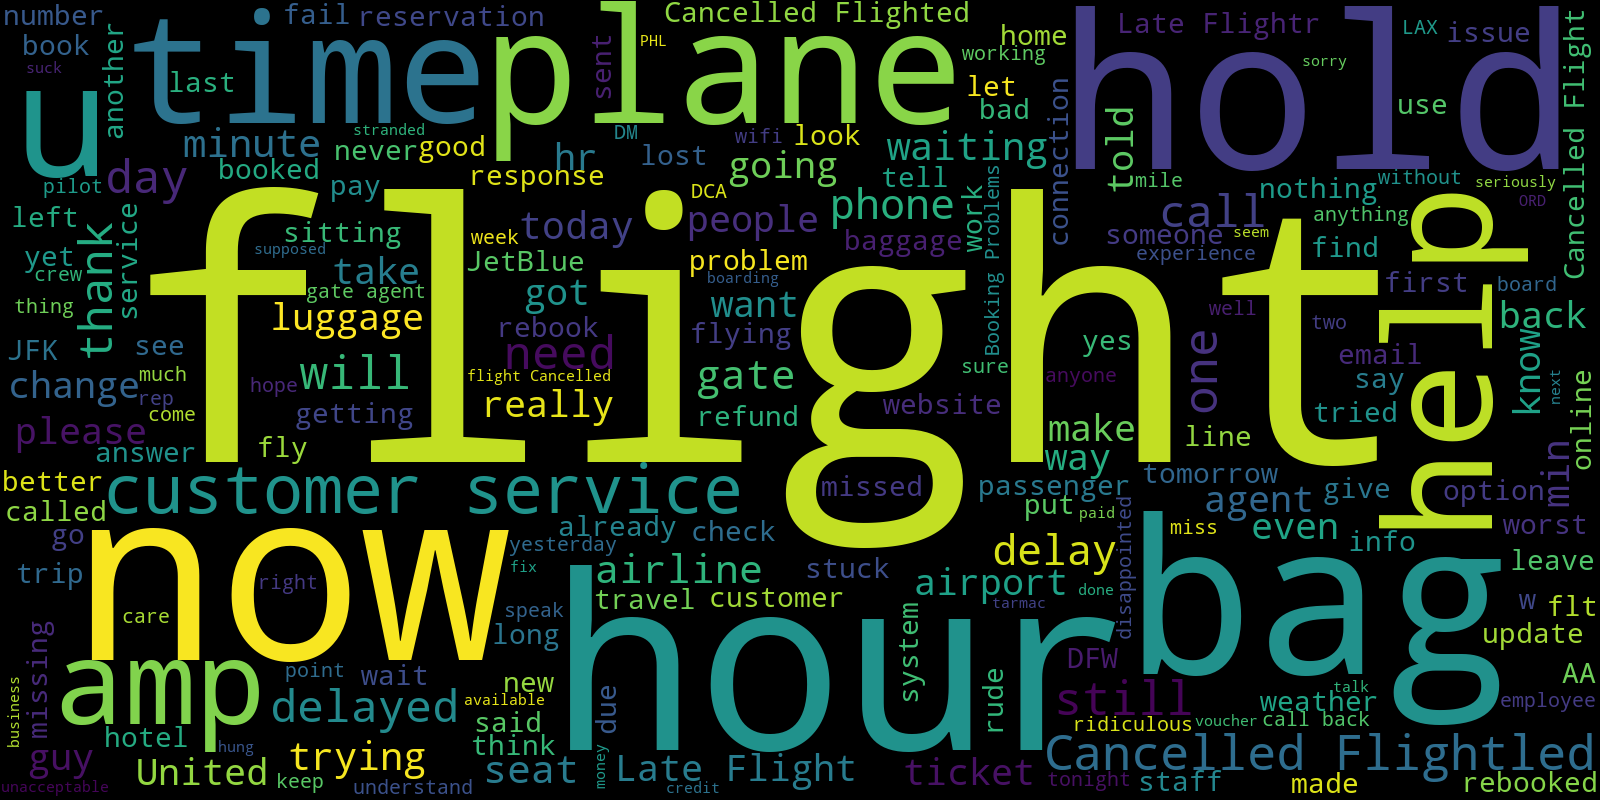 number
fail
reservation
Cancelled Flighted
Late Flightr
LAX
issue
book
suck
another
time
plane
hold
sent
PHL
home
working
sorry
Cancelled Flight
u
last
let
bad
connection
told
use
minute
stranded
never
good
DM
wifi
look
waiting
hr
lost
pilot
day
booked
pay
response
going
tell
DCA
phone
work
mile
nothing
without
seriously
ORD
left
service
thank
sitting
week
today
people
baggage
call
someone
seem
experience
anything
find
help
yet
crew
supposed
take
JetBlue
problem
boarding
Booking Problems
first
board
thing
gate agent
luggage
got
want
flying
flight
well
two
back
JFK
see
rebook
need
yes
one
email
know
change
much
rep
hope
will
flight Cancelled
gate
sure
anyone
say
next
come
getting
really
refund
website
tried
online
please
answer
fly
make
line
way
better
customer service
missed
passenger
tomorrow
agent
give
option
min
called
go
now
already
check
put
paid
disappointed
miss
even
info
worst
yesterday
fix
trip
right
airline
stuck
delay
airport
done
bag
leave
care
speak
long
hour
travel
customer
tarmac
system
w
flt
update
missing
amp
point
wait
new
due
rude
DFW
still
talk
weather
AA
employee
business
delayed
available
said
ridiculous
voucher
call back
hotel
hung
think
guy
United
trying
keep
seat
money
Late Flight
ticket
Cancelled Flightled
unacceptable
understand
credit
tonight
staff
made
rebooked